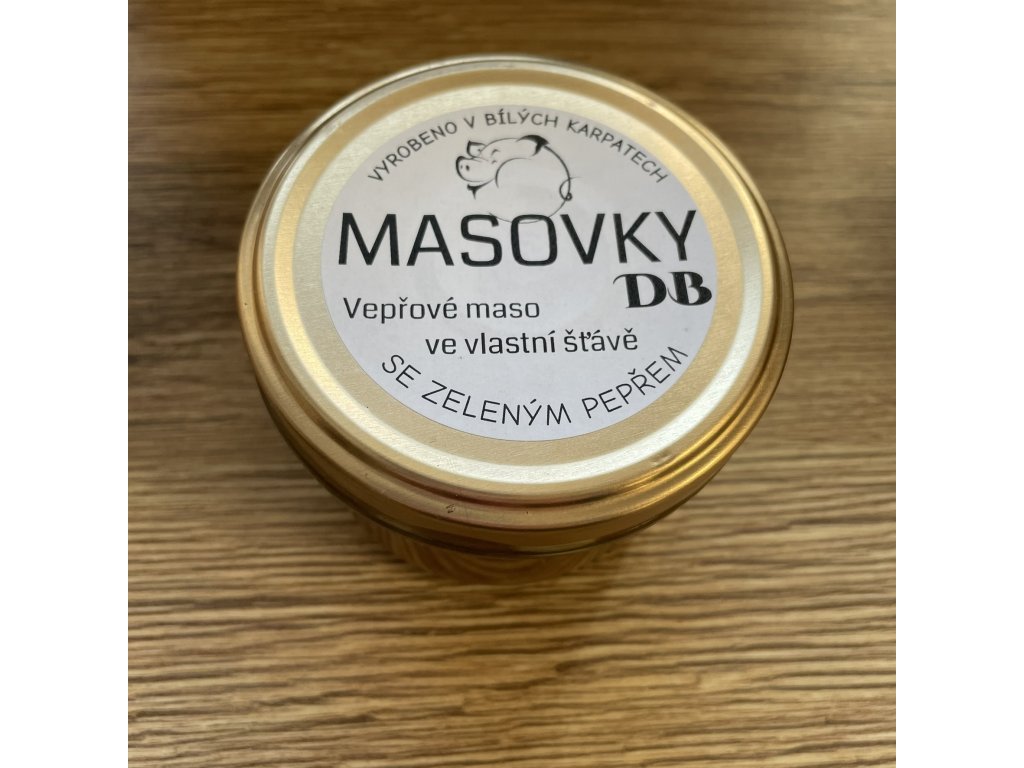 VYROBENO V BÍLÝCH KARPATECH
MASOVKY
DB
Vepřové maso
ve vlastní šťávě
SE ZELENÝM PEPŘEM